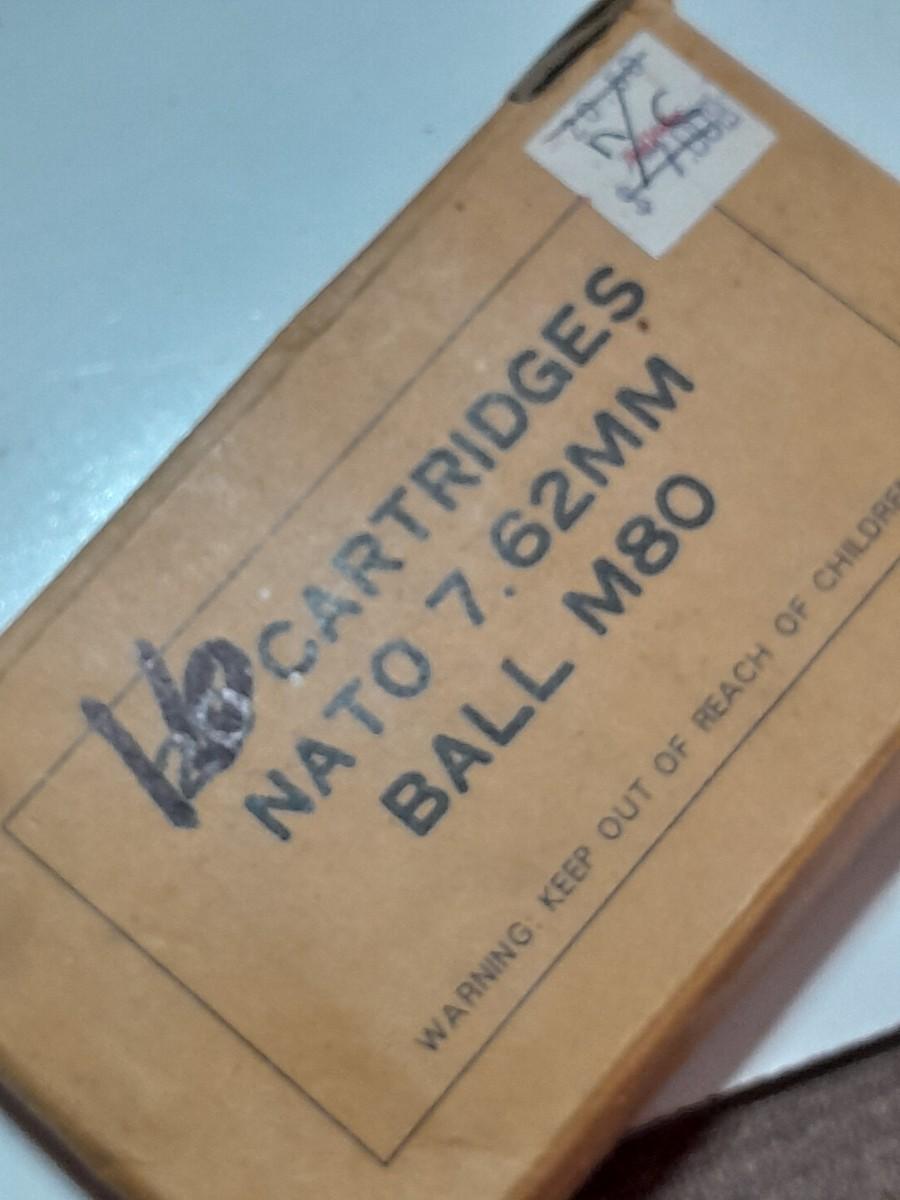 16 CARTRIDGES
NATO 7.62MM
BALL M80
WARNING: KEEP OUT OF REACH OF CHILDREN